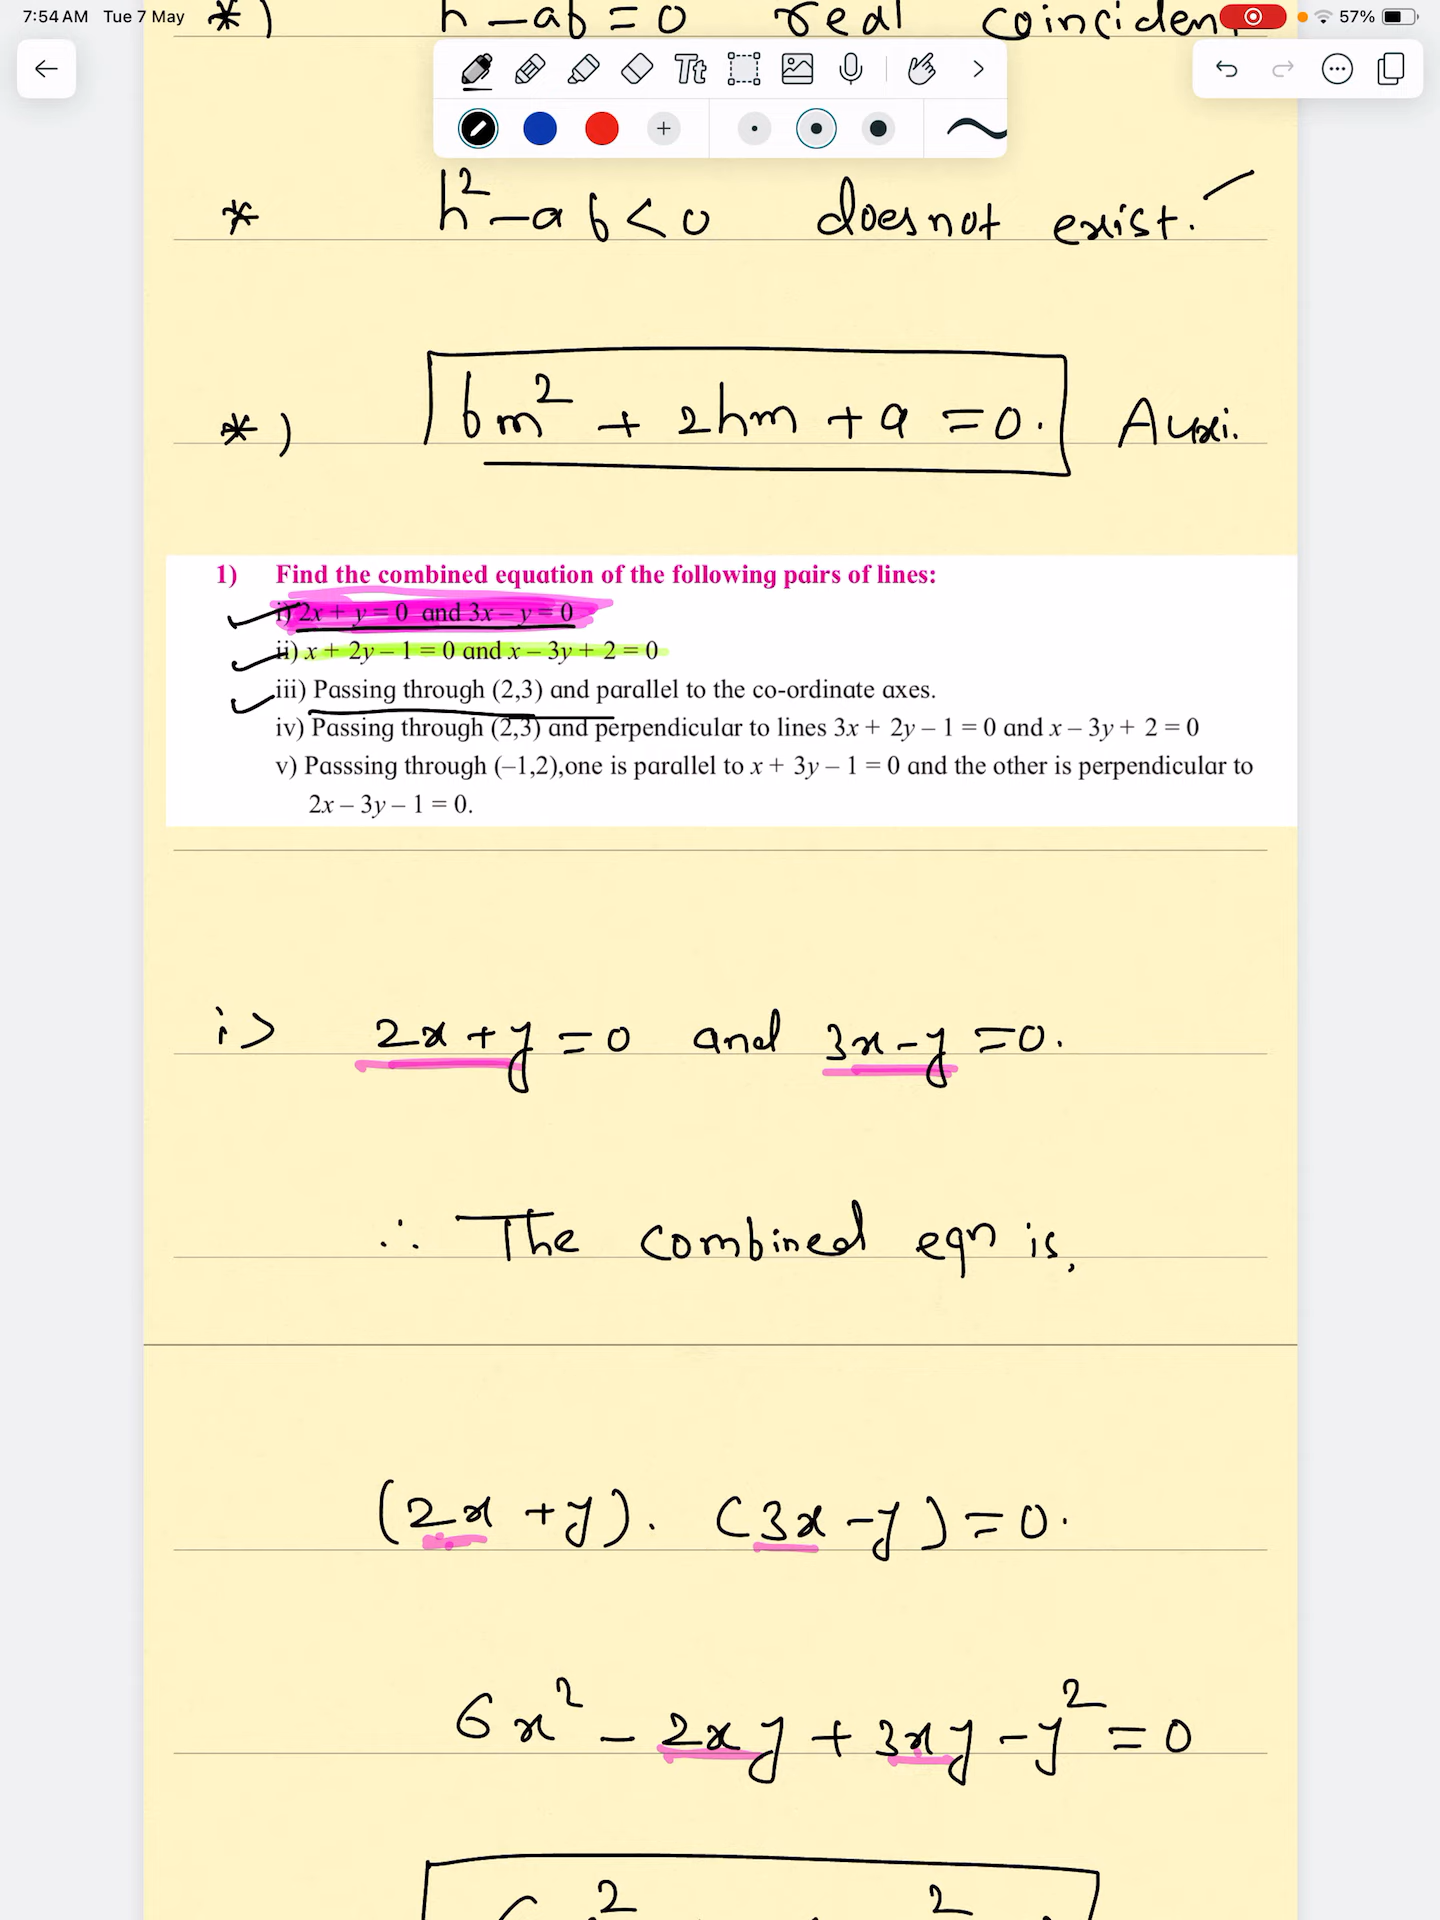 7:54 AM Tue 7 May 57%
*) h - ab = 0 real coinciden
Tt
* h² - ab < 0 does not exist.
*) bm² + 2hm + a = 0. Auxi.
1) Find the combined equation of the following pairs of lines:
i) 2x + y = 0 and 3x – y = 0
ii) x + 2y – 1 = 0 and x – 3y + 2 = 0
iii) Passing through (2,3) and parallel to the co-ordinate axes.
iv) Passing through (2,3) and perpendicular to lines 3x + 2y – 1 = 0 and x – 3y + 2 = 0
v) Passsing through (–1,2),one is parallel to x + 3y – 1 = 0 and the other is perpendicular to
2x – 3y – 1 = 0.
i> 2x + y = 0 and 3x - y = 0.
∴ The combined eqn is,
(2x + y). (3x - y) = 0.
6x² - 2xy + 3xy - y² = 0